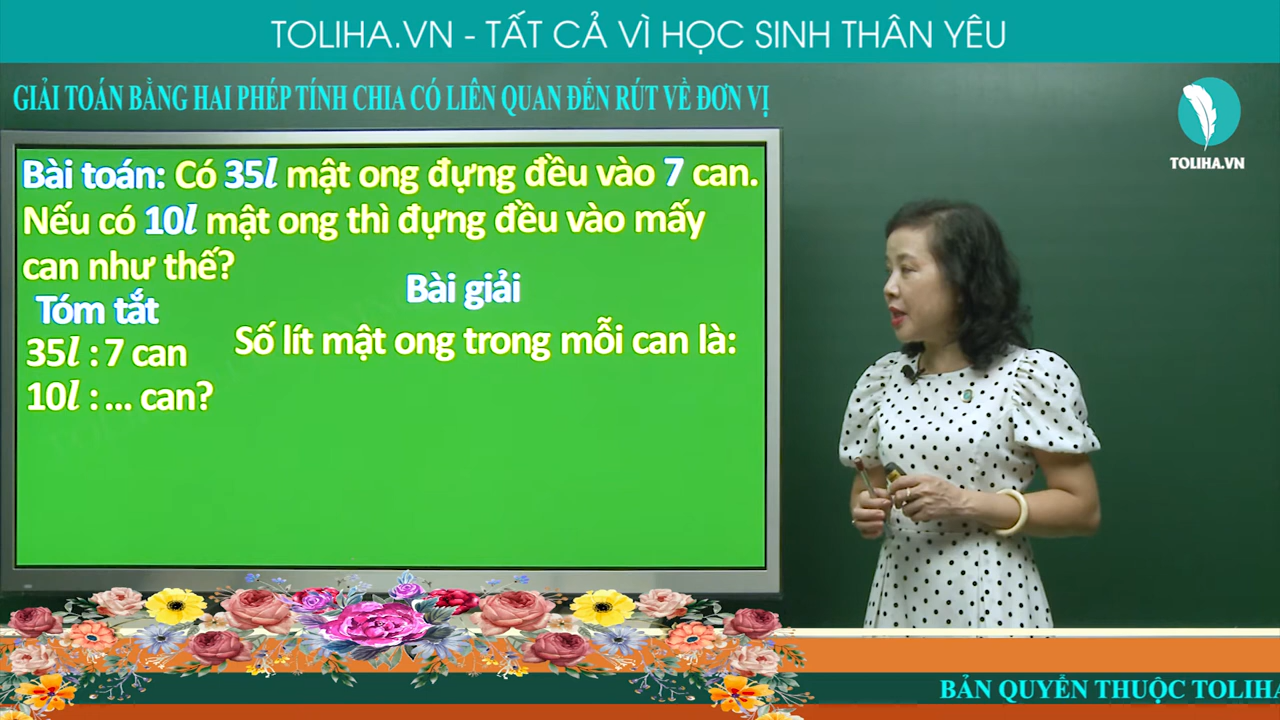 TOLIHA.VN - TẤT CẢ VÌ HỌC SINH THÂN YÊU
GIẢI TOÁN BẰNG HAI PHÉP TÍNH CHIA CÓ LIÊN QUAN ĐẾN RÚT VỀ ĐƠN VỊ
TOLIHA.VN
Bài toán: Có 35l mật ong đựng đều vào 7 can.
Nếu có 10l mật ong thì đựng đều vào mấy
can như thế?
Bài giải
Tóm tắt
Số lít mật ong trong mỗi can là:
35l : 7 can
10l : ... can?
BẢN QUYỀN THUỘC TOLIHA